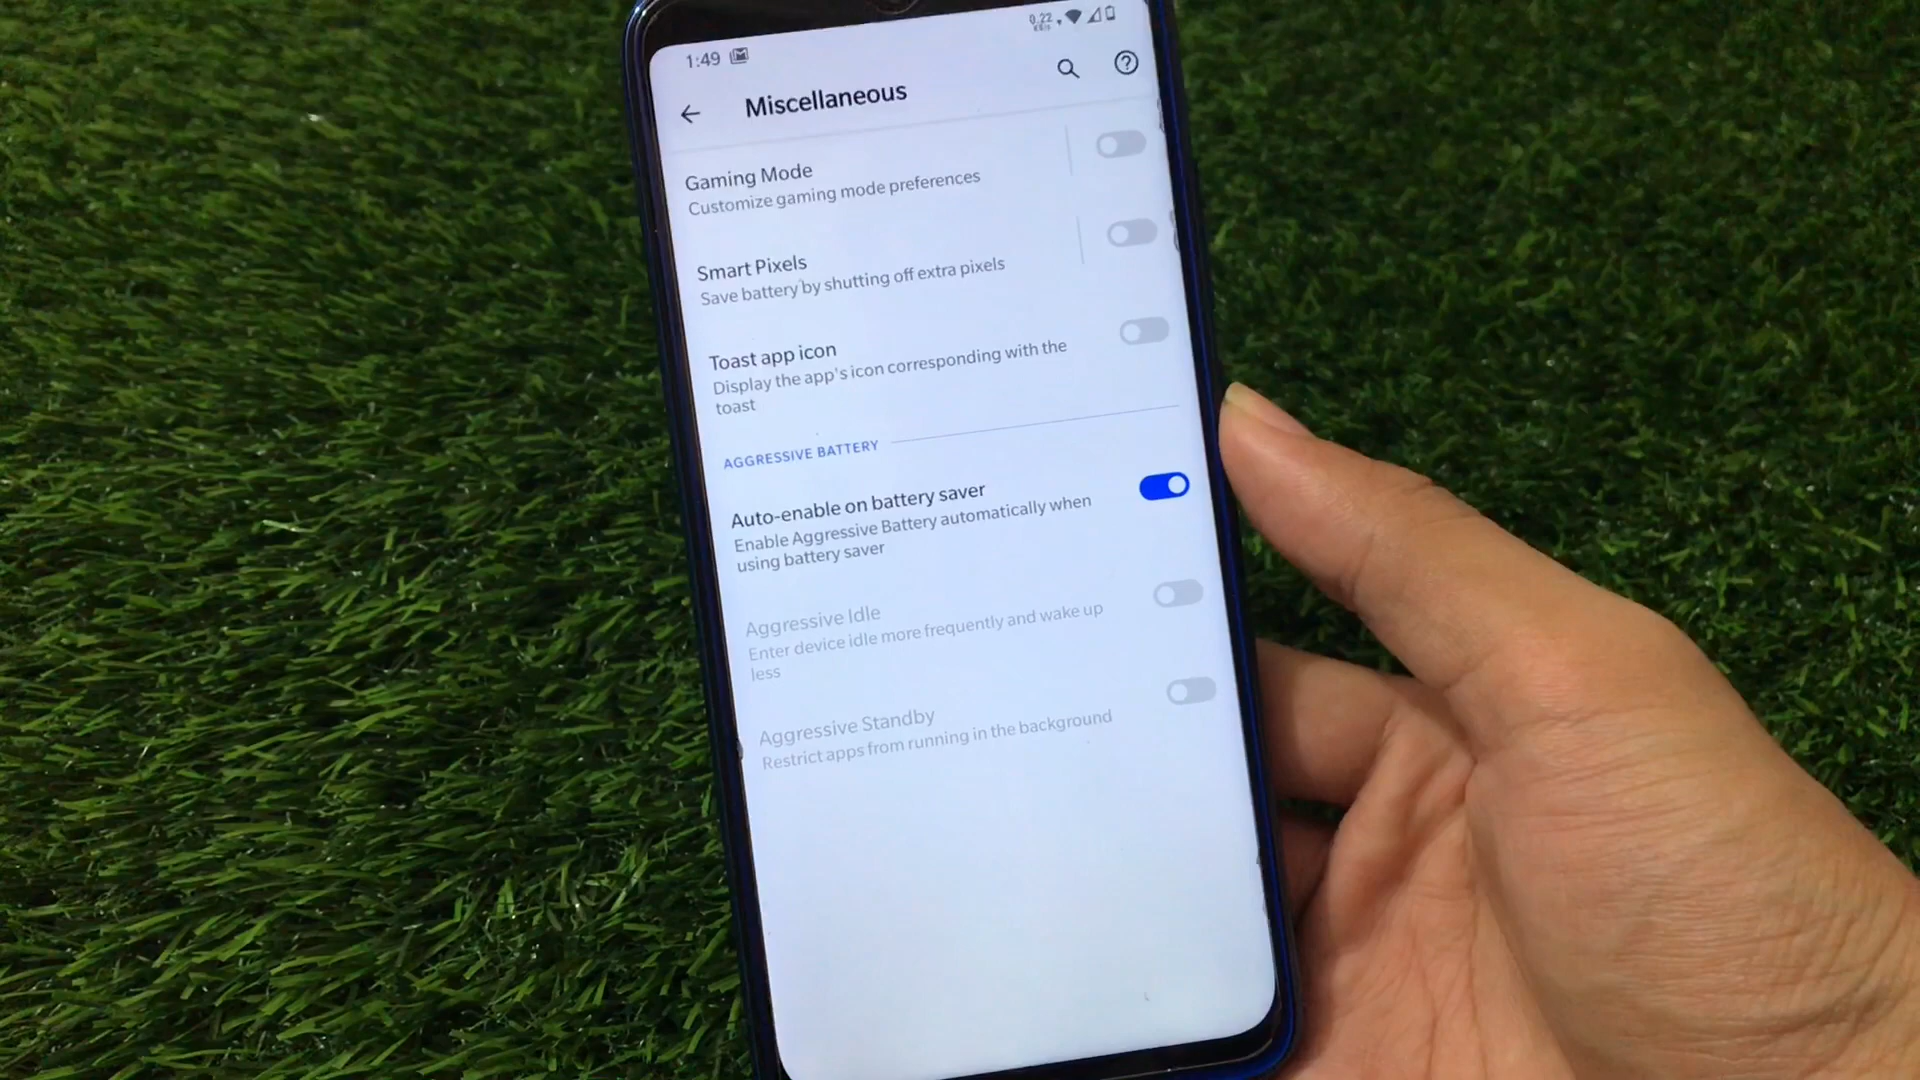 1:49
0.22
KB/s
Miscellaneous
Gaming Mode
Customize gaming mode preferences
Smart Pixels
Save battery by shutting off extra pixels
Toast app icon
Display the app's icon corresponding with the
toast
AGGRESSIVE BATTERY
Auto-enable on battery saver
Enable Aggressive Battery automatically when
using battery saver
Aggressive Idle
Enter device idle more frequently and wake up
less
Aggressive Standby
Restrict apps from running in the background